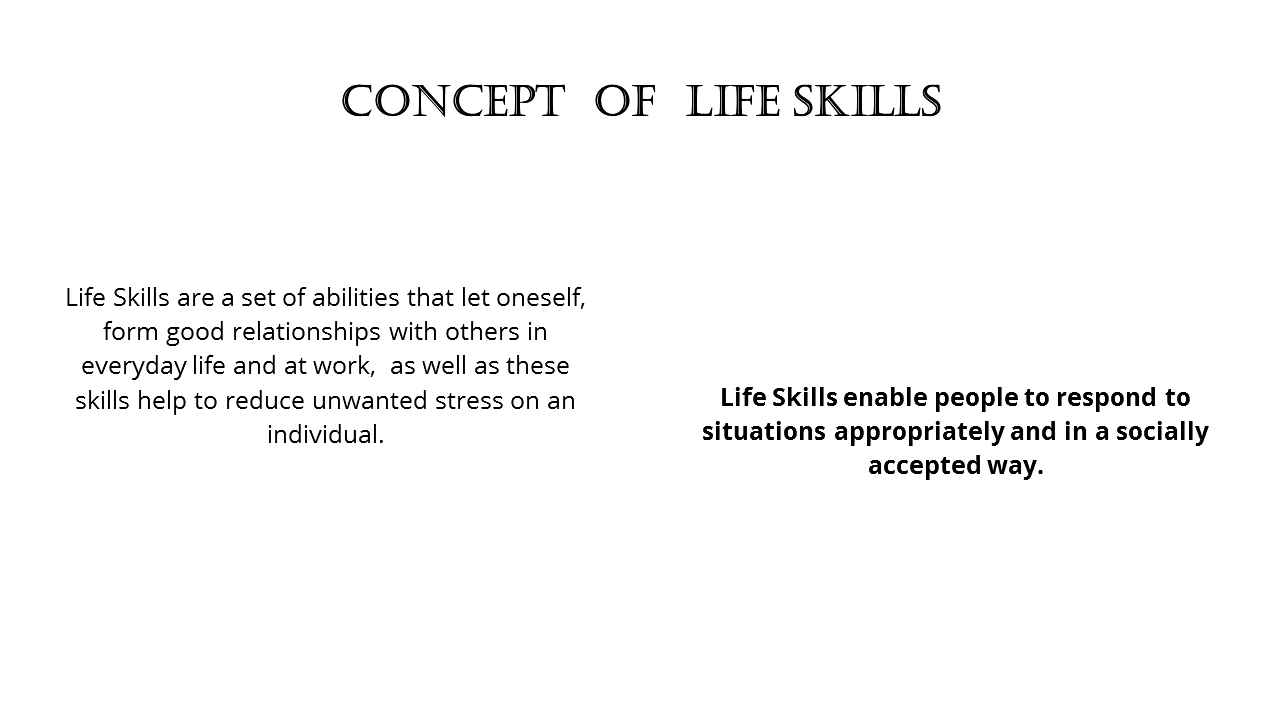 CONCEPT OF LIFE SKILLS
Life Skills are a set of abilities that let oneself,
form good relationships with others in
everyday life and at work, as well as these
skills help to reduce unwanted stress on an
individual.
Life Skills enable people to respond to
situations appropriately and in a socially
accepted way.